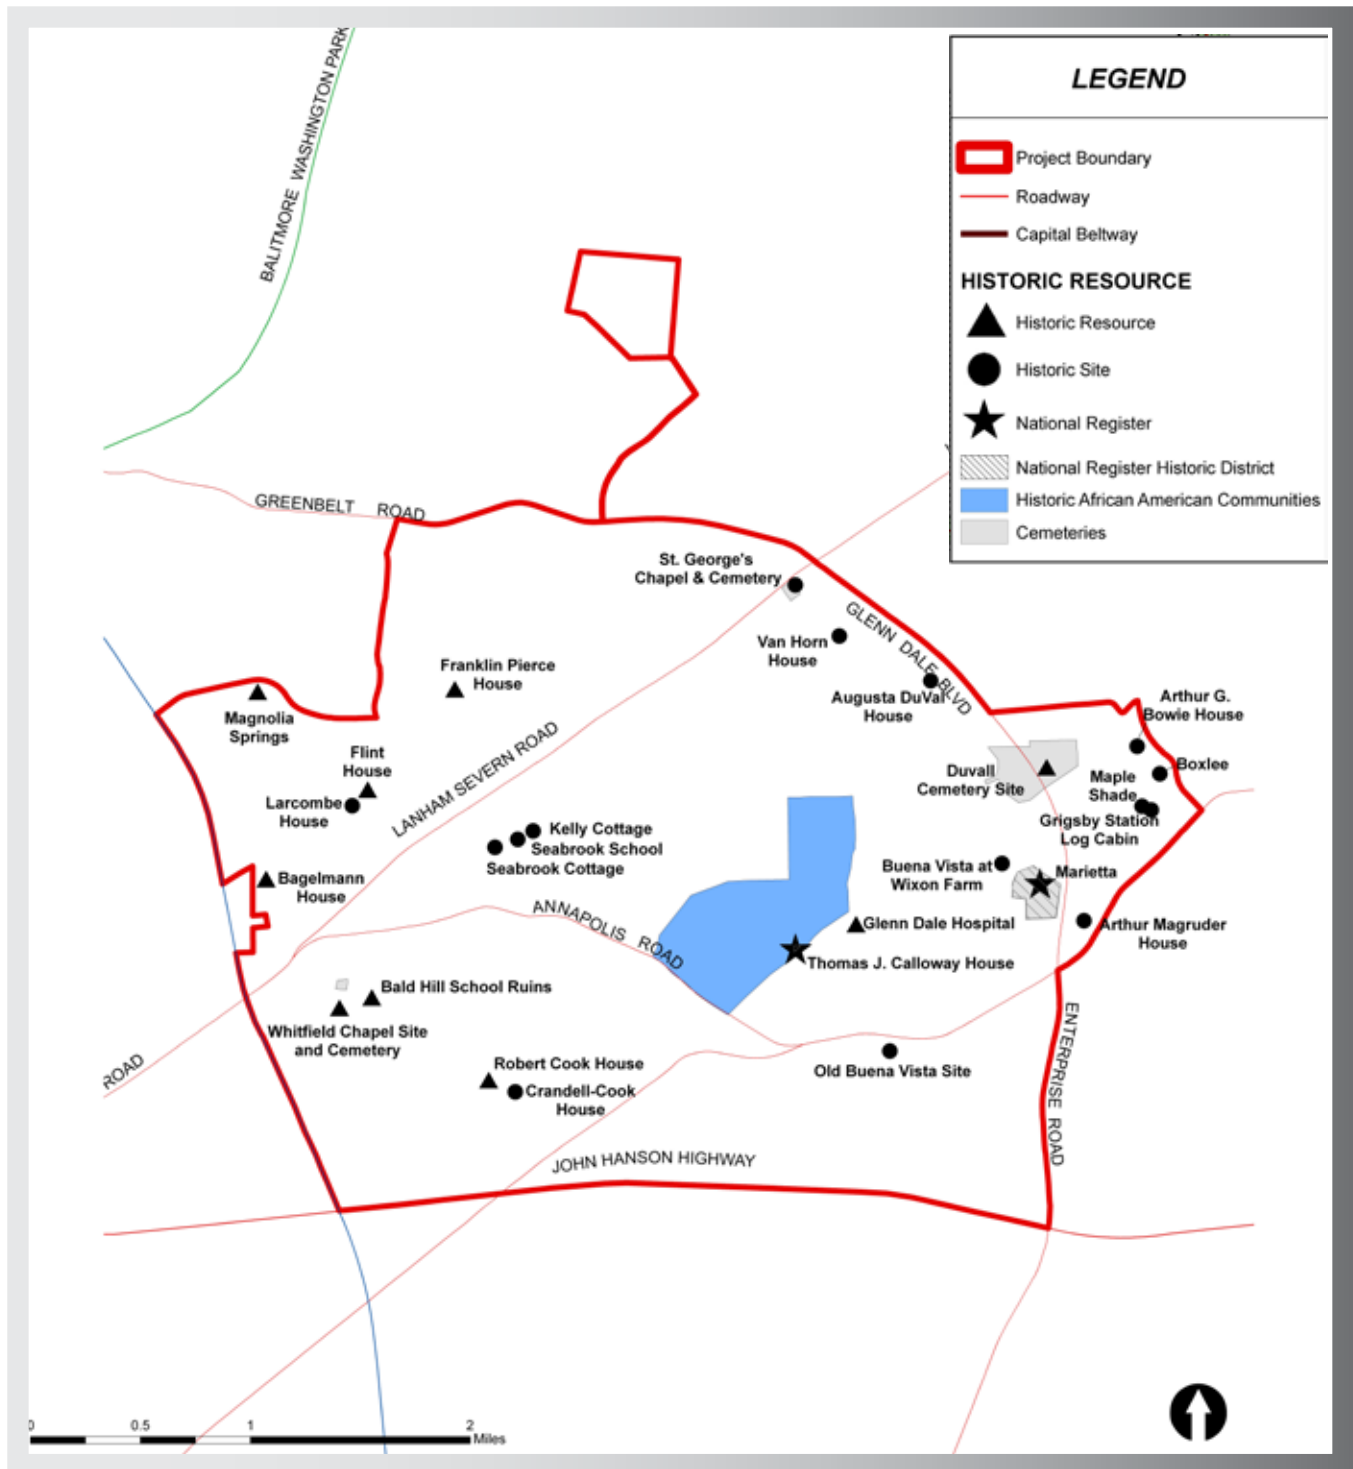 BALITMORE WASHINGTON PARK
LEGEND
Project Boundary
Roadway
Capital Beltway
HISTORIC RESOURCE
Historic Resource
Historic Site
National Register
National Register Historic District
Historic African American Communities
Cemeteries
GREENBELT ROAD
St. George's
Chapel & Cemetery
GLENN DALE BLVD
Van Horn
House
Franklin Pierce
House
Augusta DuVal
House
Arthur G.
Bowie House
Magnolia
Springs
Flint
House
LANHAM SEVERN ROAD
Duvall
Cemetery Site
Boxlee
Maple
Shade
Larcombe
House
Grigsby Station
Log Cabin
Kelly Cottage
Seabrook School
Seabrook Cottage
Buena Vista at
Wixon Farm
Marietta
Bagelmann
House
ANNAPOLIS ROAD
Glenn Dale Hospital
Arthur Magruder
House
Thomas J. Calloway House
Bald Hill School Ruins
Whitfield Chapel Site
and Cemetery
ENTERPRISE ROAD
ROAD
Robert Cook House
Old Buena Vista Site
Crandell-Cook
House
JOHN HANSON HIGHWAY
0 0.5 1 2
Miles